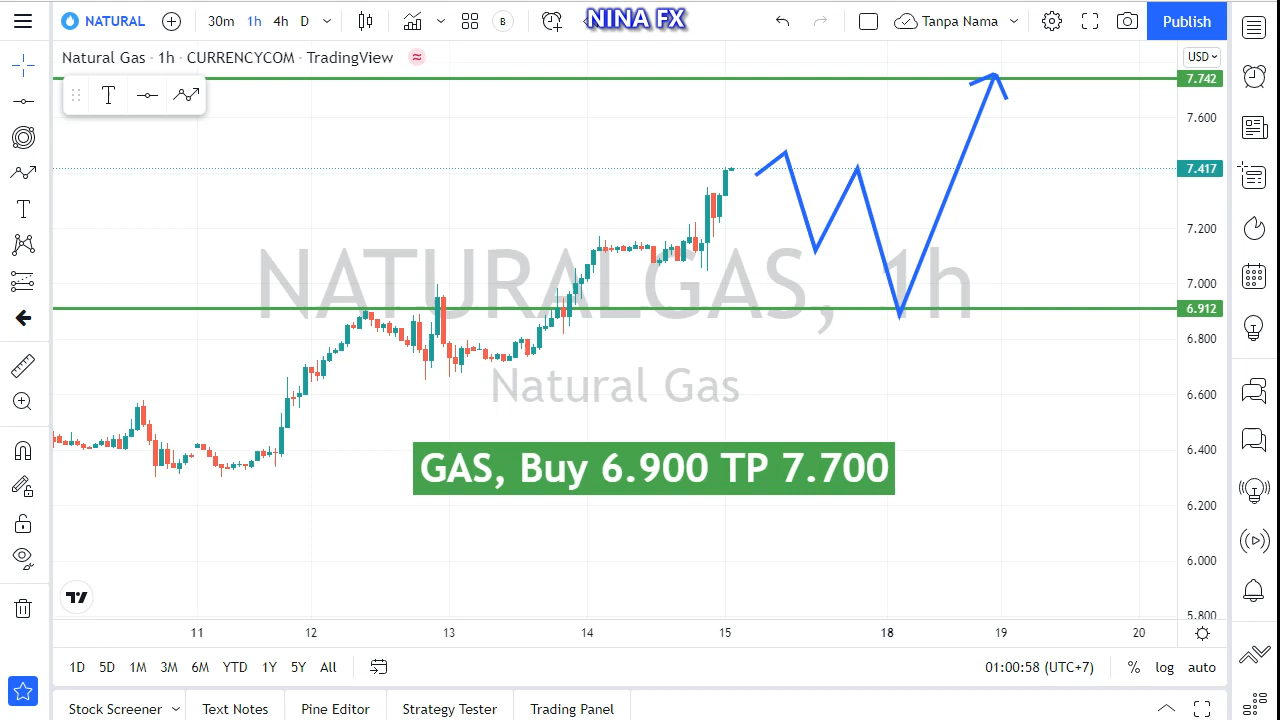 NATURAL
30m 1h 4h D
B
NINA FX
Tanpa Nama
Publish
Natural Gas · 1h · CURRENCYCOM · TradingView
USD
7.742
7.600
7.417
7.200
7.000
6.912
6.800
6.600
6.400
6.200
6.000
5.800
T
T
NATURALGAS, 1h
Natural Gas
GAS, Buy 6.900 TP 7.700
11 12 13 14 15 18 19 20
1D 5D 1M 3M 6M YTD 1Y 5Y All
01:00:58 (UTC+7)
% log auto
Stock Screener Text Notes Pine Editor Strategy Tester Trading Panel